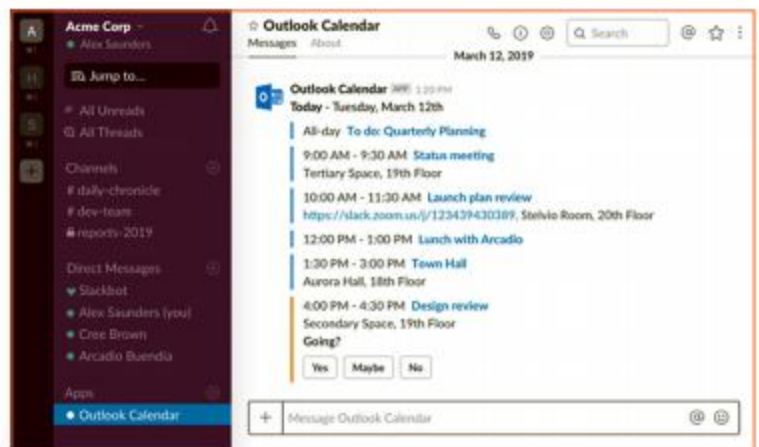 A
Acme Corp
Alex Saunders
Jump to...
All Unreads
All Threads
Channels
# daily-chronicle
# dev-team
reports-2019
Direct Messages
Slackbot
Alex Saunders (you)
Cree Brown
Arcadio Buendia
Apps
Outlook Calendar
H
S
Outlook Calendar
Messages About
Search
March 12, 2019
Outlook Calendar APP 1:20 PM
Today - Tuesday, March 12th
All-day To do: Quarterly Planning
9:00 AM - 9:30 AM Status meeting
Tertiary Space, 19th Floor
10:00 AM - 11:30 AM Launch plan review
https://slack.zoom.us/j/123439430389, Stelvio Room, 20th Floor
12:00 PM - 1:00 PM Lunch with Arcadio
1:30 PM - 3:00 PM Town Hall
Aurora Hall, 18th Floor
4:00 PM - 4:30 PM Design review
Secondary Space, 19th Floor
Going?
Yes Maybe No
Message Outlook Calendar